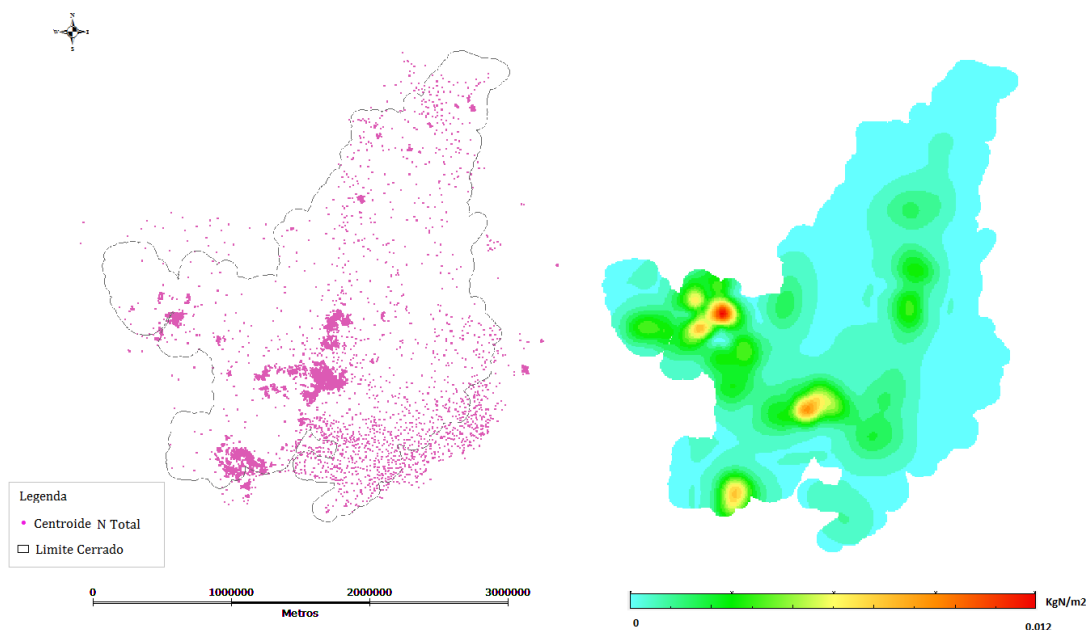 N
W E
S
Legenda
Centroide N Total
Limite Cerrado
0 1000000 2000000 3000000
Metros
KgN/m2
0 0.012